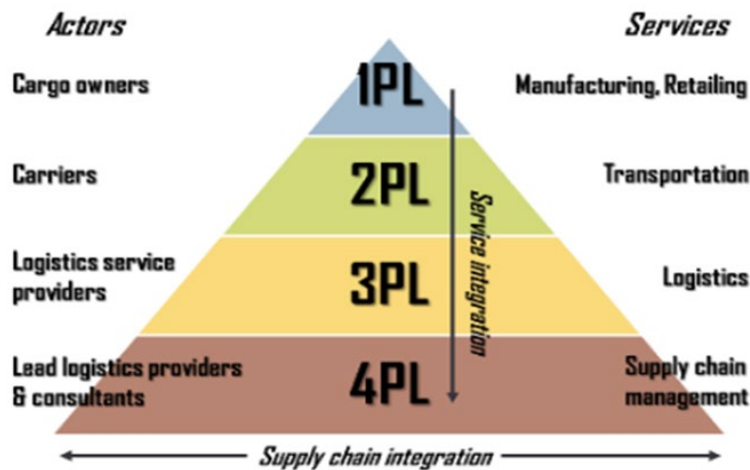 Actors
Services
Cargo owners
1PL
Manufacturing, Retailing
Carriers
2PL
Transportation
Service integration
Logistics service
providers
3PL
Logistics
Lead logistics providers
& consultants
4PL
Supply chain
management
Supply chain integration